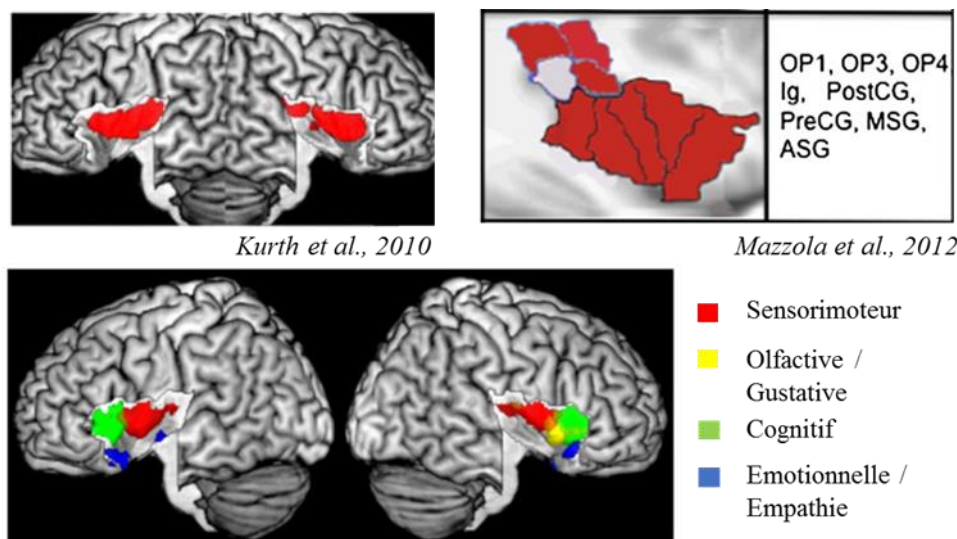 OP1, OP3, OP4
Ig, PostCG,
PreCG, MSG,
ASG
Kurth et al., 2010
Mazzola et al., 2012
Sensorimoteur
Olfactive /
Gustative
Cognitif
Emotionnelle /
Empathie